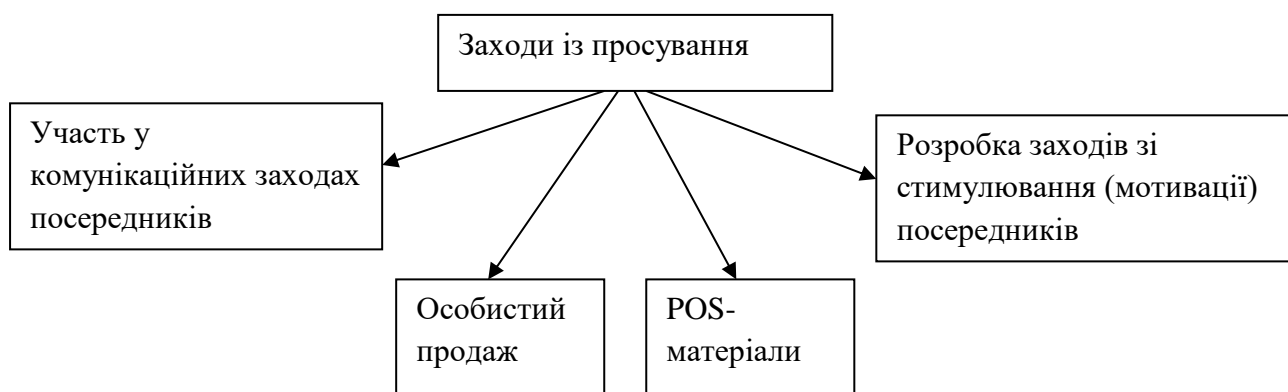 Заходи із просування
Участь у
комунікаційних заходах
посередників
Розробка заходів зі
стимулювання (мотивації)
посередників
Особистий
продаж
POS-
матеріали